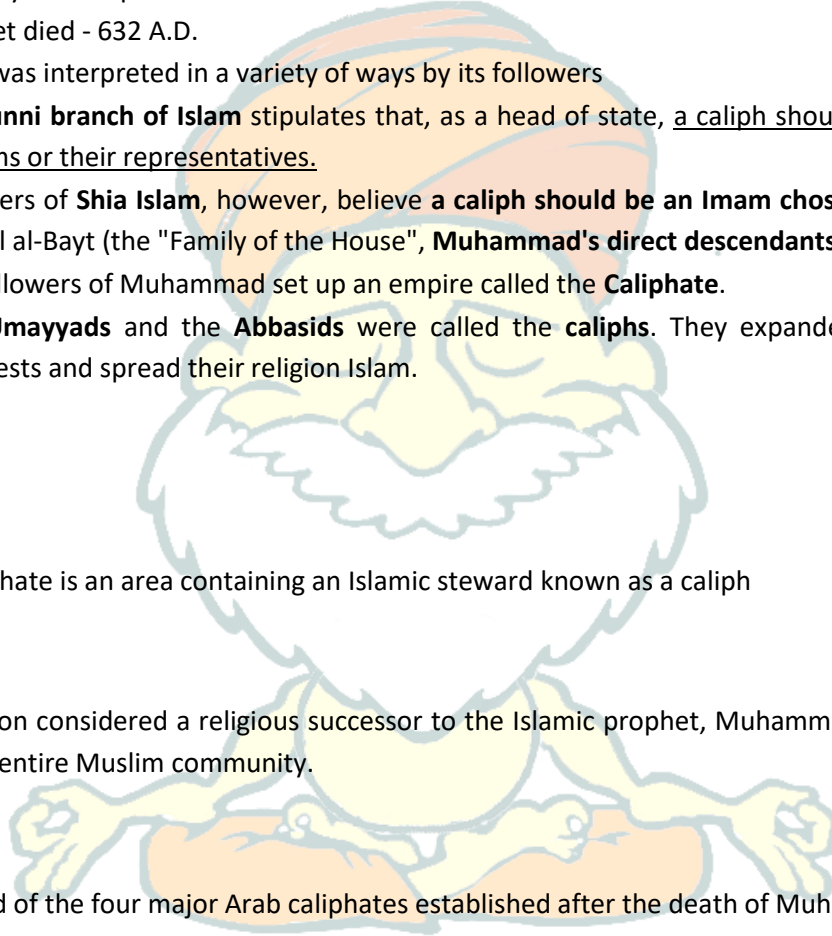 et died - 632 A.D.
was interpreted in a variety of ways by its followers
unni branch of Islam stipulates that, as a head of state, a caliph shou
ns or their representatives.
ers of Shia Islam, however, believe a caliph should be an Imam chos
l al-Bayt (the "Family of the House", Muhammad's direct descendants
llowers of Muhammad set up an empire called the Caliphate.
Umayyads and the Abbasids were called the caliphs. They expande
ests and spread their religion Islam.
hate is an area containing an Islamic steward known as a caliph
on considered a religious successor to the Islamic prophet, Muhamm
entire Muslim community.
d of the four major Arab caliphates established after the death of Muh